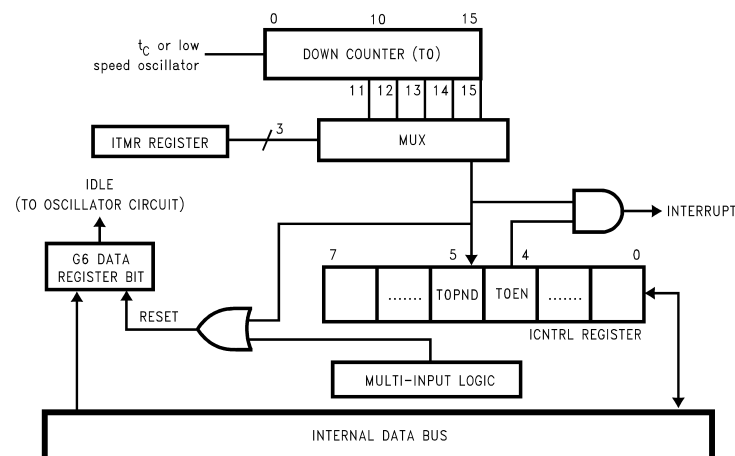 0 10 15
t_C or low
speed oscillator
DOWN COUNTER (T0)
11 12 13 14 15
ITMR REGISTER
3
MUX
IDLE
(TO OSCILLATOR CIRCUIT)
INTERRUPT
G6 DATA
REGISTER BIT
7 5 4 0
....... TOPND TOEN .......
RESET
ICNTRL REGISTER
MULTI-INPUT LOGIC
INTERNAL DATA BUS